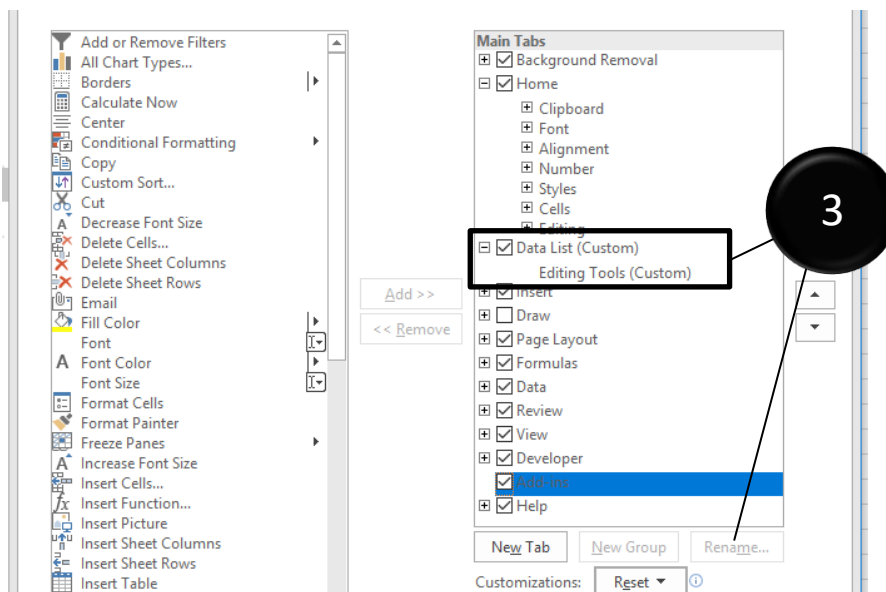 Add or Remove Filters
All Chart Types...
Borders
Calculate Now
Center
Conditional Formatting
Copy
Custom Sort...
Cut
Decrease Font Size
Delete Cells...
Delete Sheet Columns
Delete Sheet Rows
Email
Fill Color
Font
Font Color
Font Size
Format Cells
Format Painter
Freeze Panes
Increase Font Size
Insert Cells...
Insert Function...
Insert Picture
Insert Sheet Columns
Insert Sheet Rows
Insert Table
Add >>
<< Remove
Main Tabs
Background Removal
Home
Clipboard
Font
Alignment
Number
Styles
Cells
Editing
Data List (Custom)
Editing Tools (Custom)
Insert
Draw
Page Layout
Formulas
Data
Review
View
Developer
Add-ins
Help
New Tab
New Group
Rename...
Customizations:
Reset
3